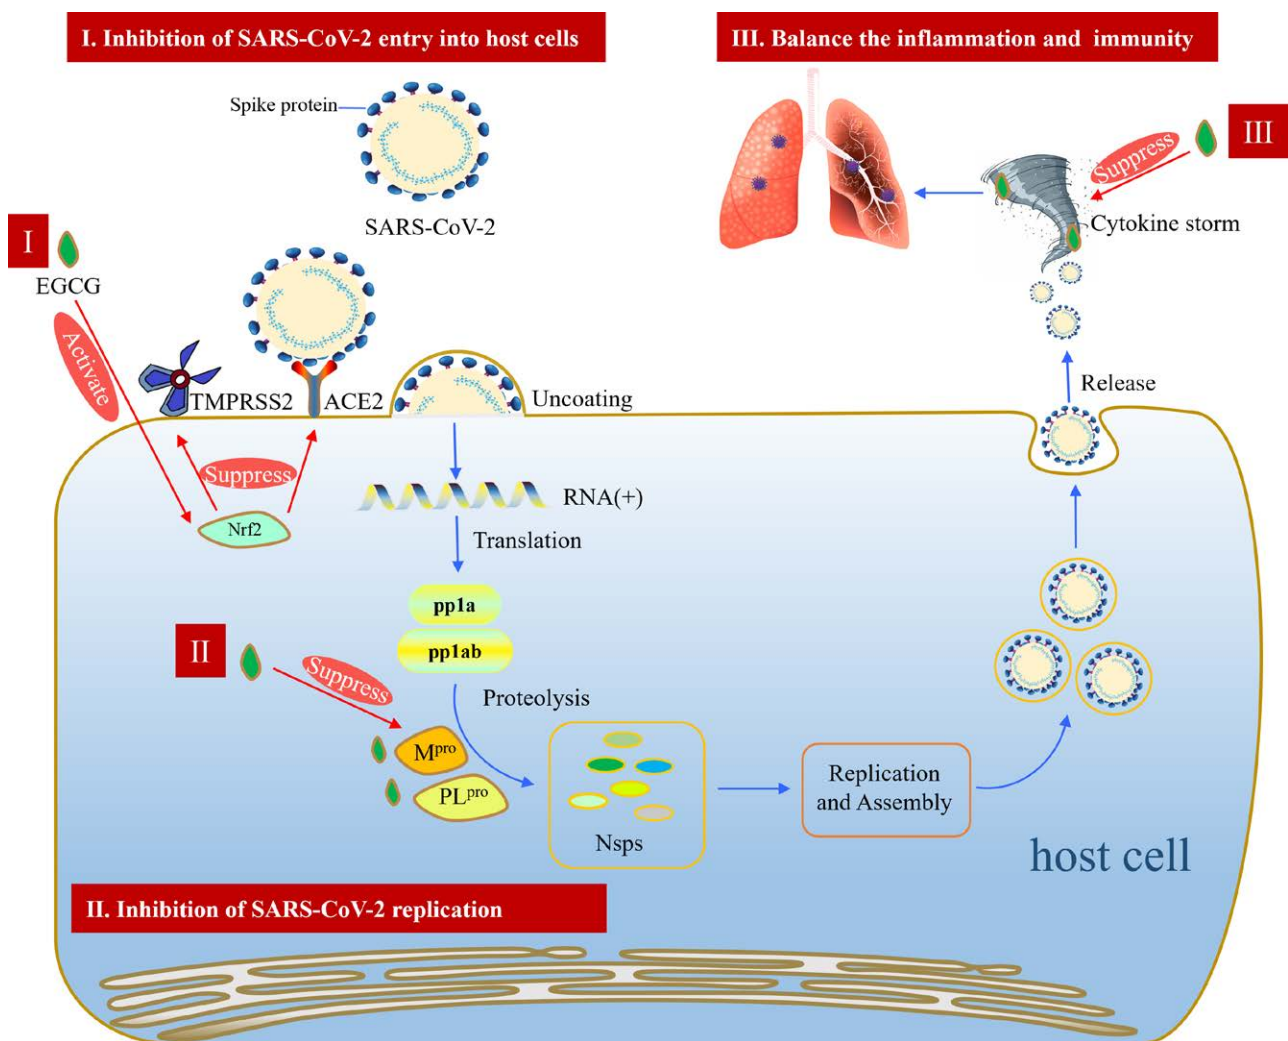 I. Inhibition of SARS-CoV-2 entry into host cells
III. Balance the inflammation and immunity
Spike protein
SARS-CoV-2
III
Suppress
Cytokine storm
I
EGCG
Activate
TMPRSS2
ACE2
Uncoating
Release
Suppress
Nrf2
RNA(+)
Translation
pp1a
pp1ab
II
Suppress
Proteolysis
Mpro
PLpro
Nsps
Replication
and Assembly
host cell
II. Inhibition of SARS-CoV-2 replication